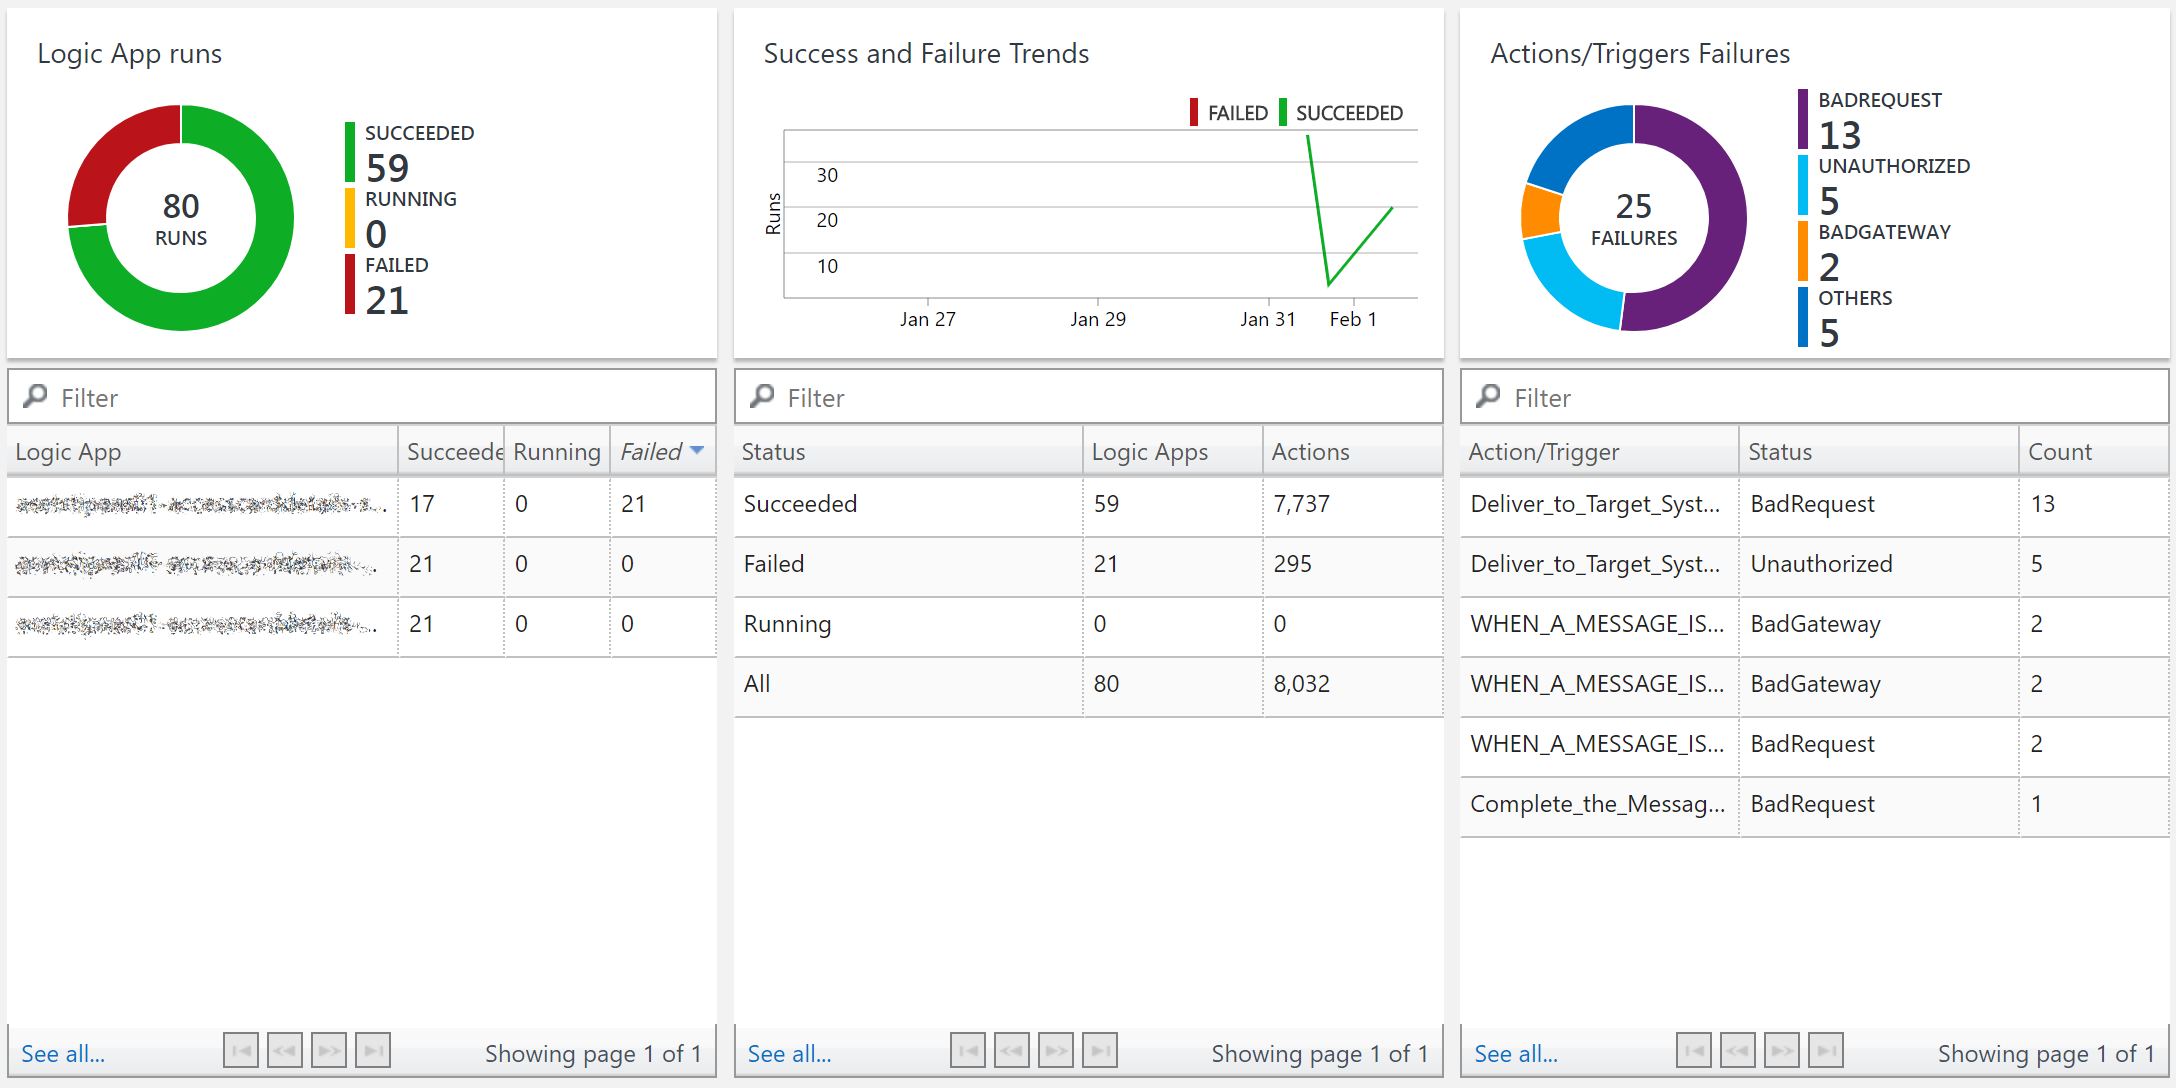 Logic App runs
80
RUNS
SUCCEEDED
59
RUNNING
0
FAILED
21
Filter
Logic App Succeede Running Failed
17 0 21
21 0 0
21 0 0
See all... Showing page 1 of 1
Success and Failure Trends
FAILED SUCCEEDED
Runs
30
20
10
Jan 27 Jan 29 Jan 31 Feb 1
Filter
Status Logic Apps Actions
Succeeded 59 7,737
Failed 21 295
Running 0 0
All 80 8,032
See all... Showing page 1 of 1
Actions/Triggers Failures
25
FAILURES
BADREQUEST
13
UNAUTHORIZED
5
BADGATEWAY
2
OTHERS
5
Filter
Action/Trigger Status Count
Deliver_to_Target_Syst... BadRequest 13
Deliver_to_Target_Syst... Unauthorized 5
WHEN_A_MESSAGE_IS... BadGateway 2
WHEN_A_MESSAGE_IS... BadGateway 2
WHEN_A_MESSAGE_IS... BadRequest 2
Complete_the_Messag... BadRequest 1
See all... Showing page 1 of 1